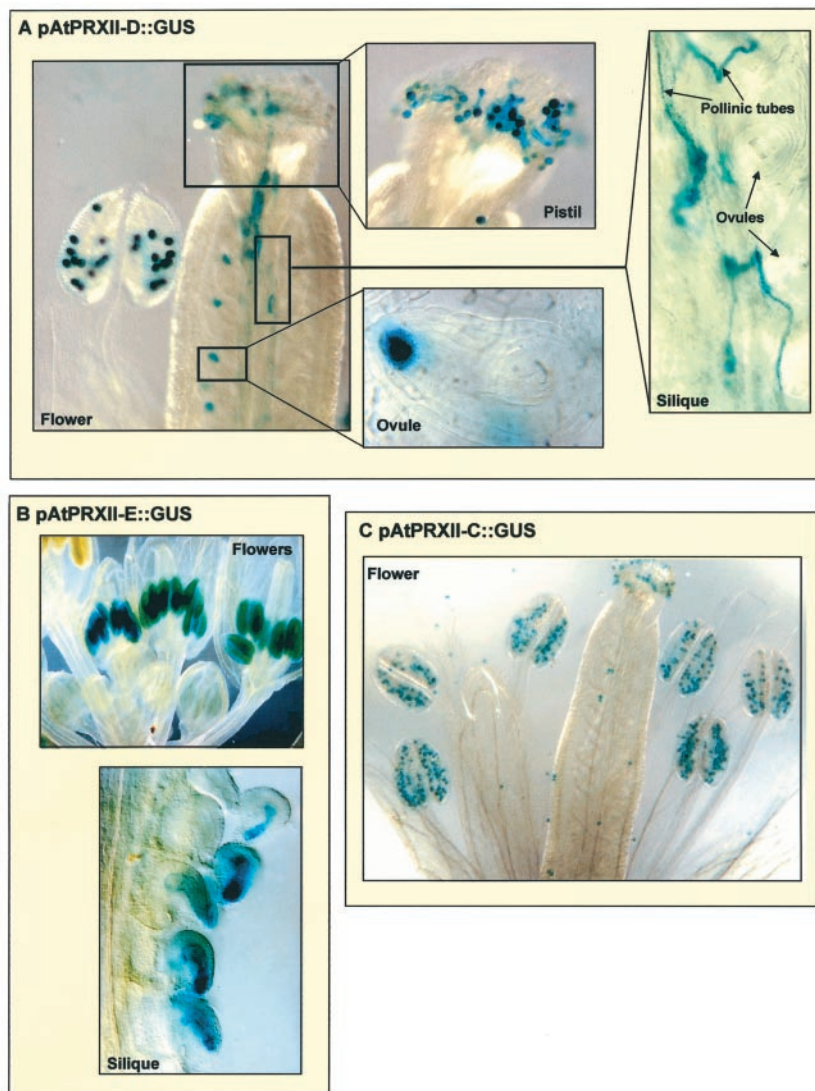 A pAtPRXII-D::GUS
Flower
Pistil
Ovule
Pollinic tubes
Ovules
Silique
B pAtPRXII-E::GUS
Flowers
Silique
C pAtPRXII-C::GUS
Flower